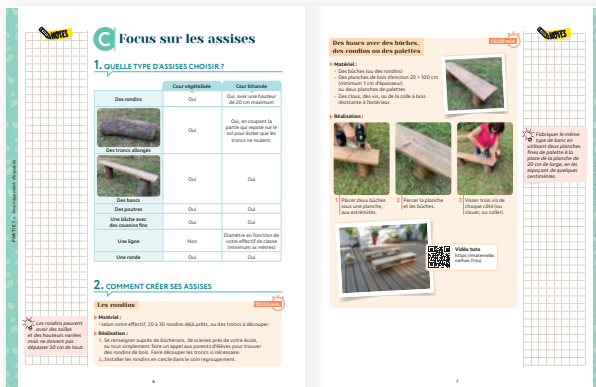 NOTES
C Focus sur les assises
1. QUELLE TYPE D'ASSISES CHOISIR ?
Cour végétalisée
Cour bitumée
Des rondins
Oui
Oui, avec une hauteur
de 20 cm maximum
Des troncs allongés
Oui
Oui, en coupant la
partie qui repose sur le
sol pour éviter que les
troncs ne roulent.
Des bancs
Oui
Oui
Des poutres
Oui
Oui
Une bûche avec
des coussins fins
Oui
Oui
Une ligne
Non
Diamètre en fonction de
votre effectif de classe
(minimum xx mètres)
Une ronde
Oui
Oui
2. COMMENT CRÉER SES ASSISES
Les rondins
10/20 min.
Matériel :
- selon votre effectif, 20 à 30 rondins déjà prêts, ou des troncs à découper.
Réalisation :
1. Se renseigner auprès de bûcherons, de scieries près de votre école,
ou tout simplement faire un appel aux parents d'élèves pour trouver
des rondins de bois. Faire découper les troncs si nécessaire.
2. Installer les rondins en cercle dans le coin regroupement.
Les rondins peuvent
avoir des tailles
et des hauteurs variées
mais ne doivent pas
dépasser 30 cm de haut.
6
Des bancs avec des bûches,
des rondins ou des palettes
10/20 min.
Matériel :
- Des bûches (ou des rondins)
- Des planches de bois d'environ 20 × 100 cm
(minimum 1 cm d'épaisseur)
ou deux planches de palettes
- Des clous, des vis, ou de la colle à bois
résistante à l'extérieur.
Réalisation :
1 Placer deux bûches
sous une planche,
aux extrémités.
2 Percer la planche
et les bûches.
3 Visser trois vis de
chaque côté (ou
clouer, ou coller).
Vidéo tuto
https://maternelle.
nathan.fr/uj
NOTES
Fabriquer le même
type de banc en
utilisant deux planches
fines de palette à la
place de la planche de
20 cm de large, en les
espaçant de quelques
centimètres.
7